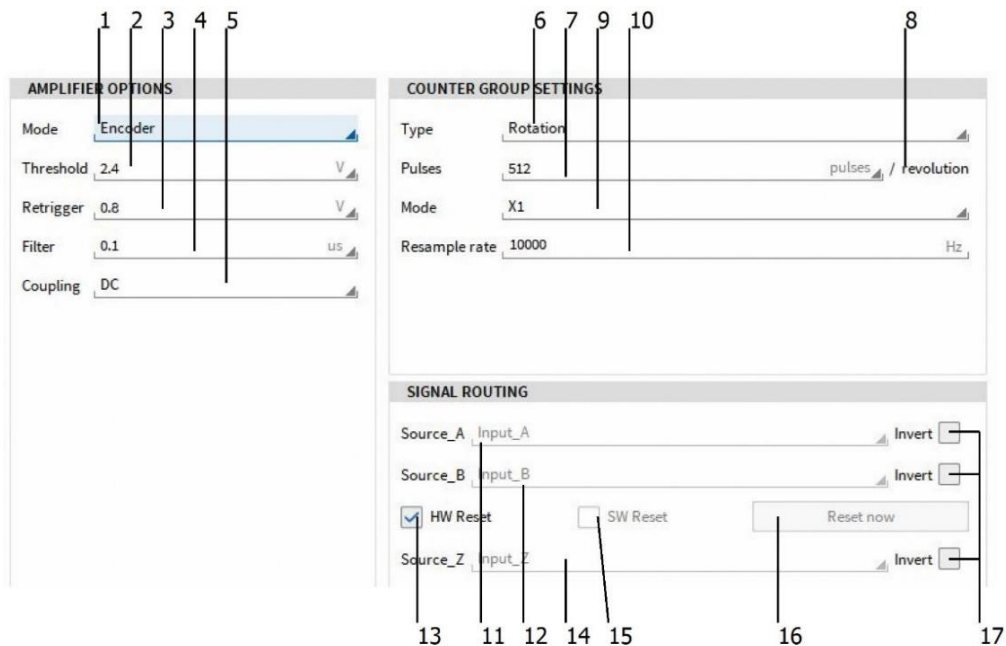 1 2 3 4 5 6 7 9 10 8
AMPLIFIER OPTIONS
Mode Encoder
Threshold 2.4 V
Retrigger 0.8 V
Filter 0.1 us
Coupling DC
COUNTER GROUP SETTINGS
Type Rotation
Pulses 512 pulses / revolution
Mode X1
Resample rate 10000 Hz
SIGNAL ROUTING
Source_A Input_A Invert
Source_B Input_B Invert
HW Reset SW Reset Reset now
Source_Z Input_Z Invert
13 11 12 14 15 16 17